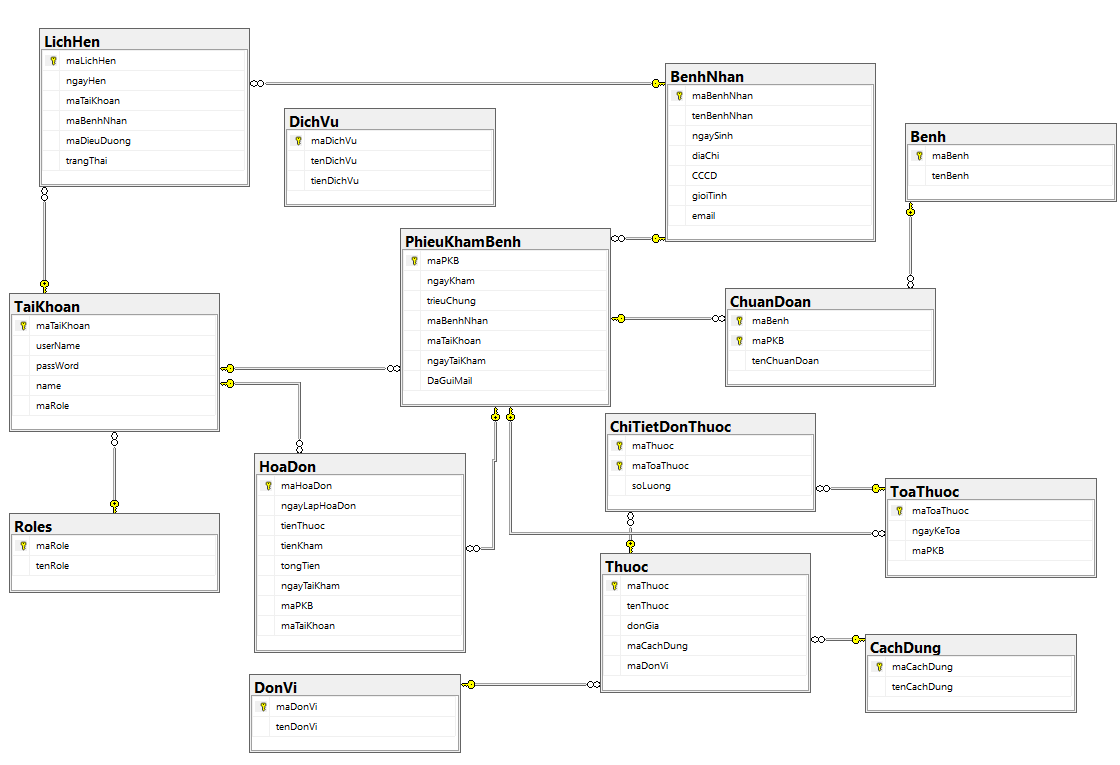 LichHen
maLichHen
ngayHen
maTaiKhoan
maBenhNhan
maDieuDuong
trangThai
BenhNhan
maBenhNhan
tenBenhNhan
ngaySinh
diaChi
CCCD
gioiTinh
email
DichVu
maDichVu
tenDichVu
tienDichVu
Benh
maBenh
tenBenh
PhieuKhamBenh
maPKB
ngayKham
trieuChung
maBenhNhan
maTaiKhoan
ngayTaiKham
DaGuiMail
TaiKhoan
maTaiKhoan
userName
passWord
name
maRole
ChuanDoan
maBenh
maPKB
tenChuanDoan
ChiTietDonThuoc
maThuoc
maToaThuoc
soLuong
HoaDon
maHoaDon
ngayLapHoaDon
tienThuoc
tienKham
tongTien
ngayTaiKham
maPKB
maTaiKhoan
ToaThuoc
maToaThuoc
ngayKeToa
maPKB
Roles
maRole
tenRole
Thuoc
maThuoc
tenThuoc
donGia
maCachDung
maDonVi
CachDung
maCachDung
tenCachDung
DonVi
maDonVi
tenDonVi